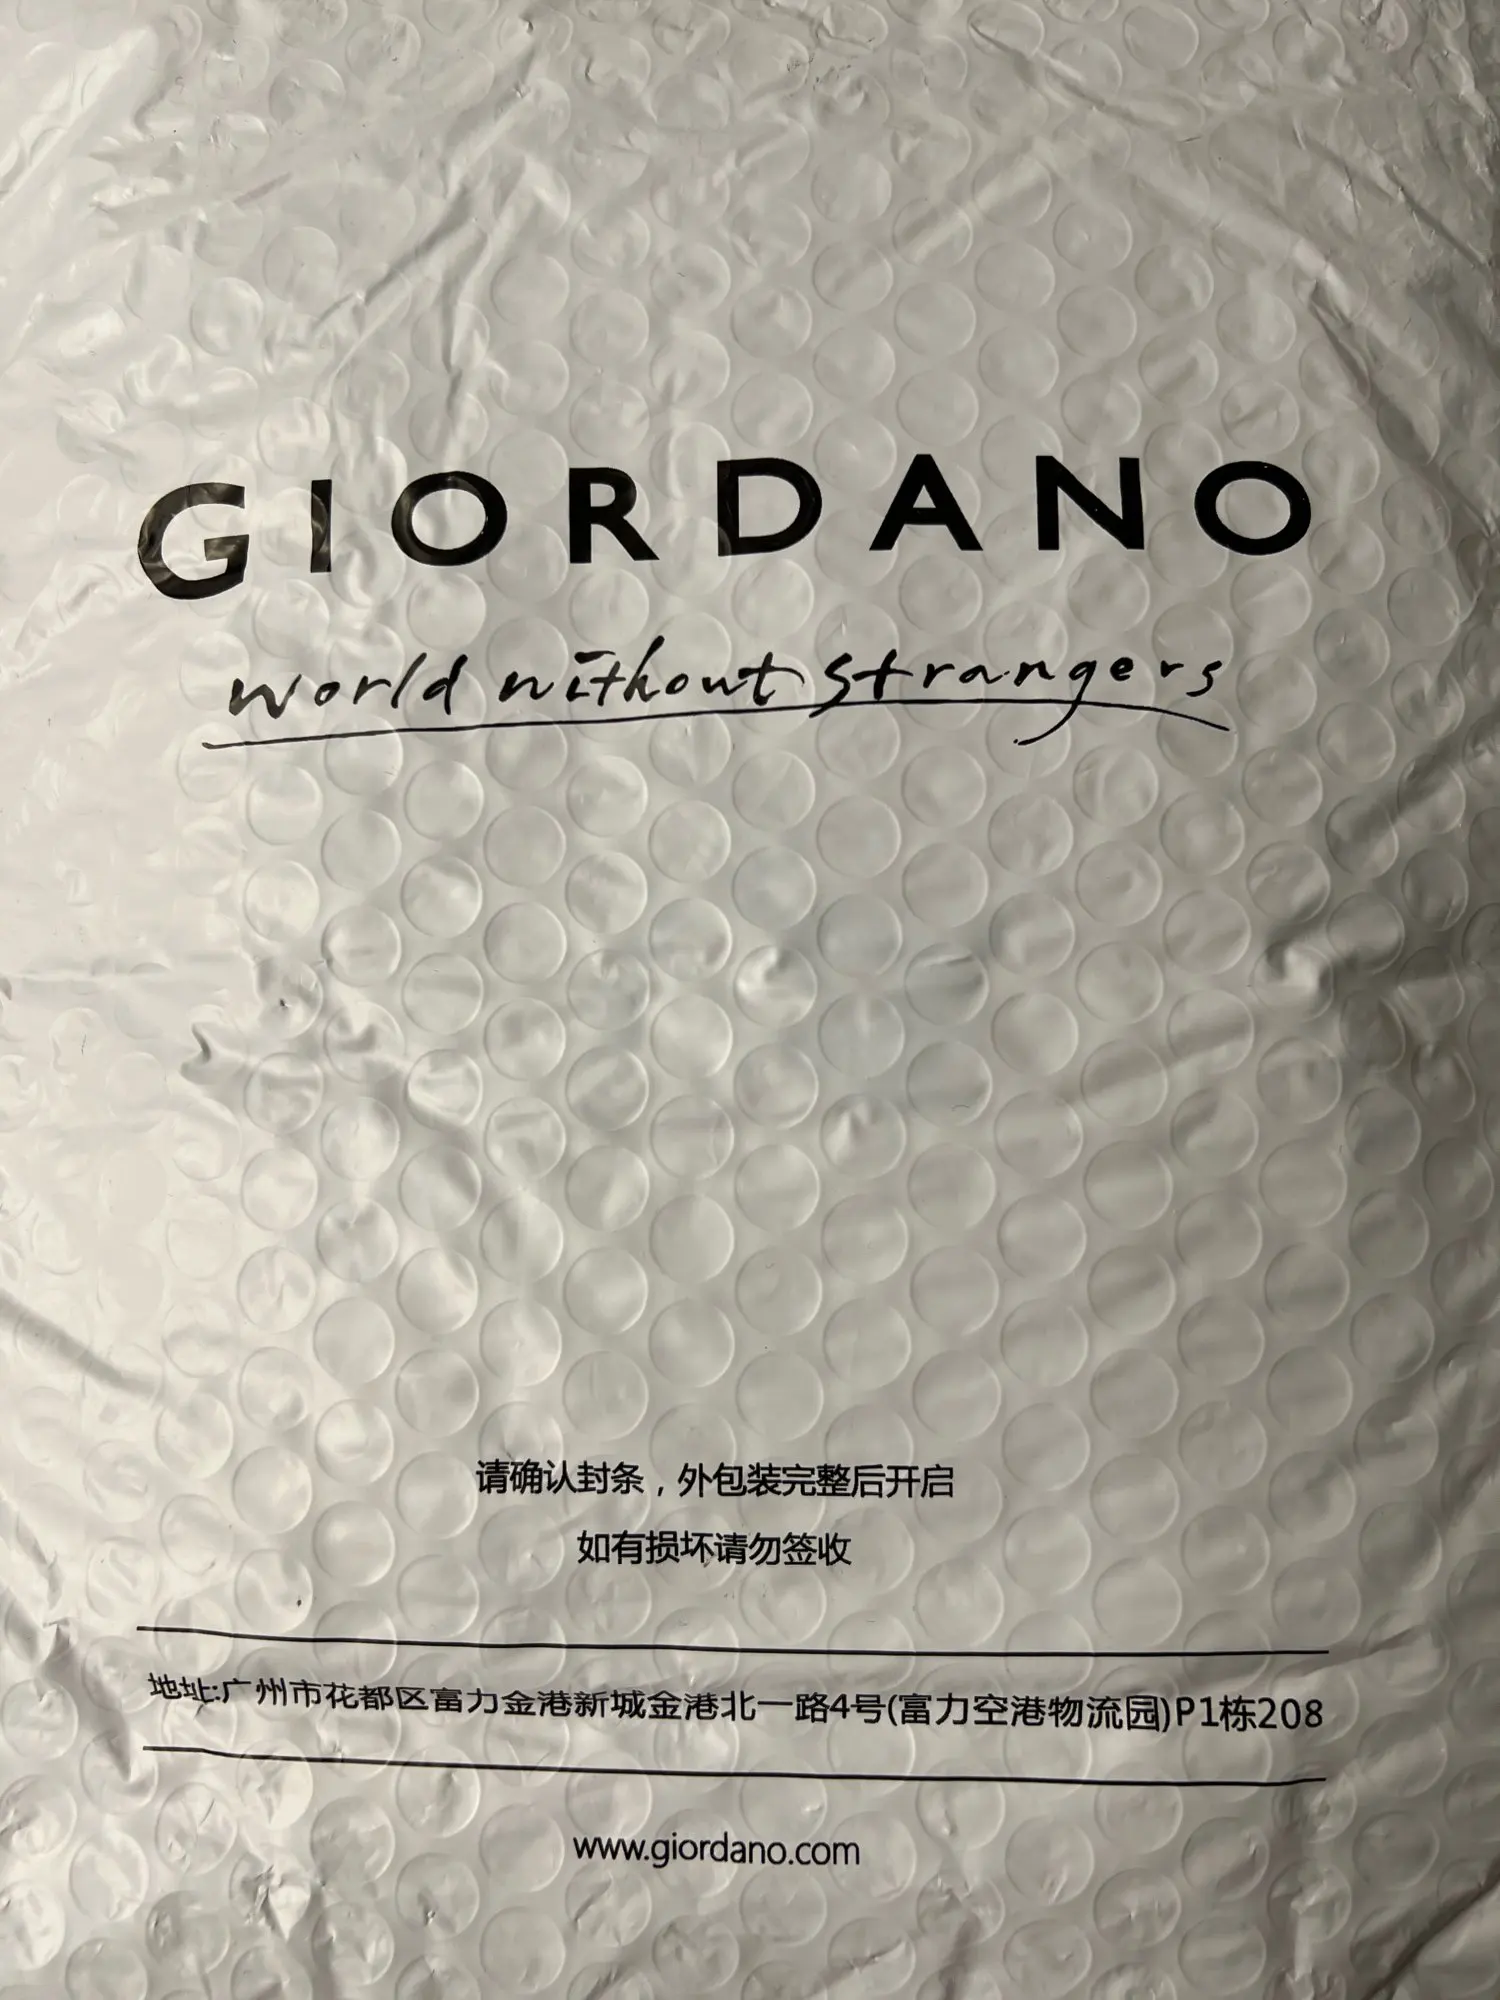 GIORDANO
world without strangers
请确认封条，外包装完整后开启
如有损坏请勿签收
地址:广州市花都区富力金港新城金港北一路4号(富力空港物流园)P1栋208
www.giordano.com